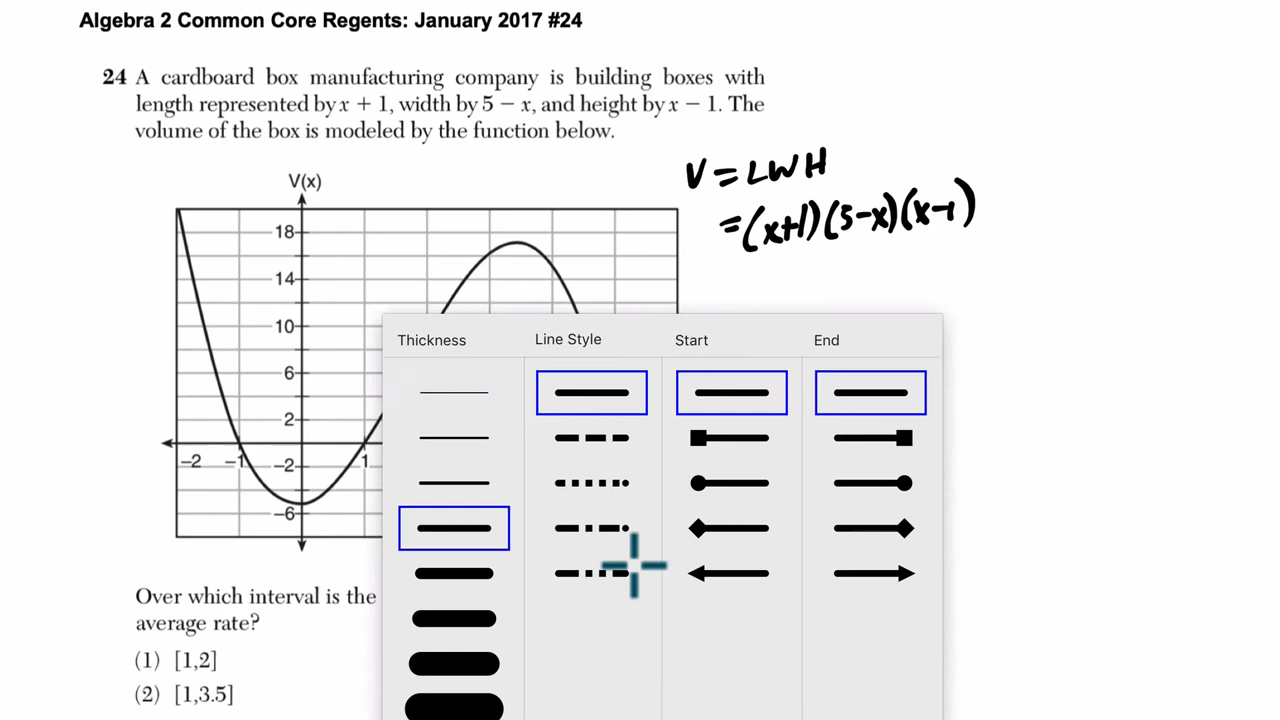 Algebra 2 Common Core Regents: January 2017 #24
24 A cardboard box manufacturing company is building boxes with
length represented by x + 1, width by 5 − x, and height by x − 1. The
volume of the box is modeled by the function below.
V = LWH
= (x+1)(5−x)(x−1)
V(x)
18
14
10
6
2
−2 −1 −2 1
−6
Thickness Line Style Start End
Over which interval is the
average rate?
(1) [1,2]
(2) [1,3.5]